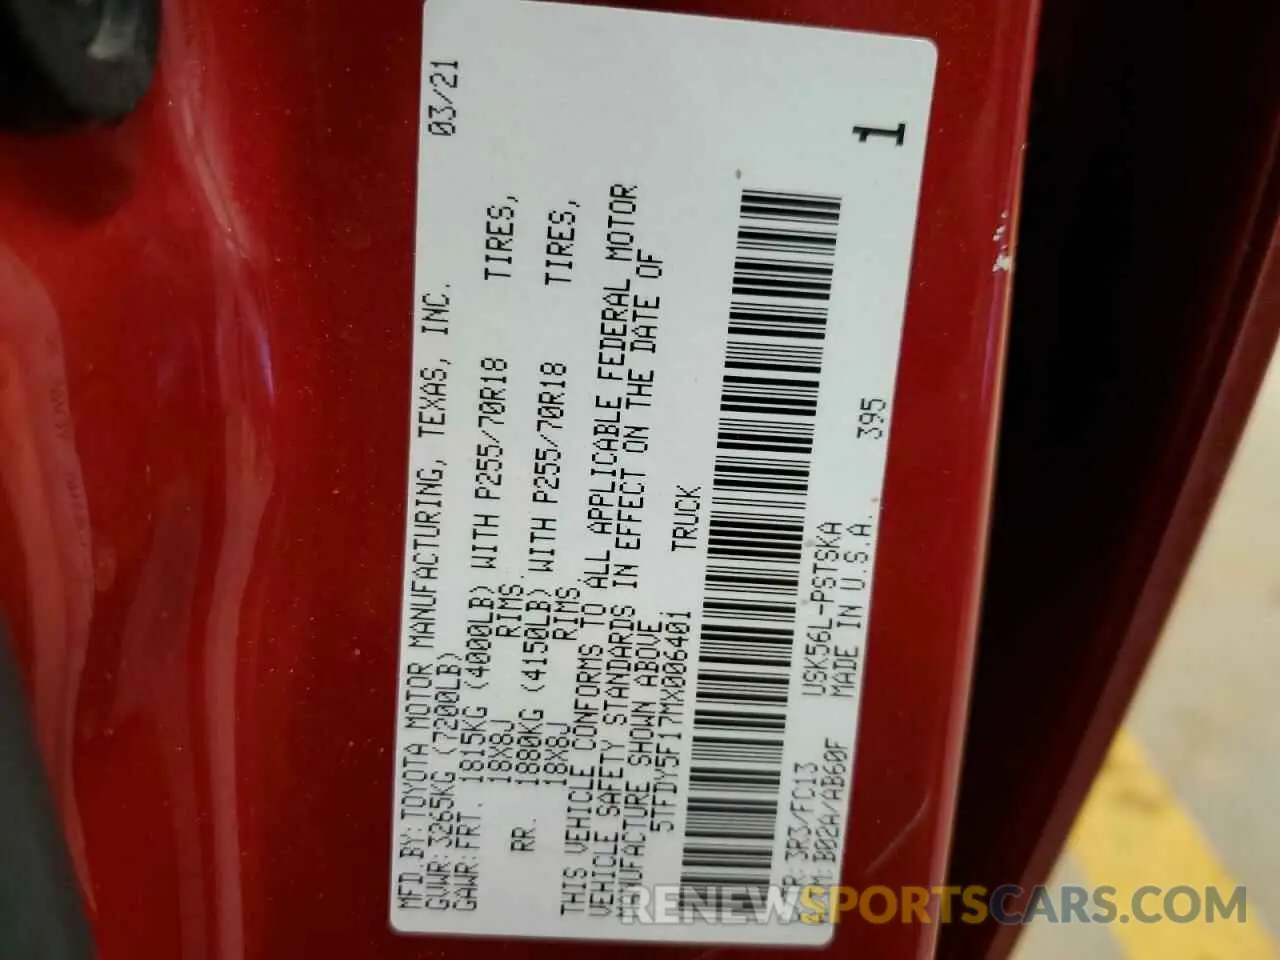 MFD.BY:TOYOTA MOTOR MANUFACTURING, TEXAS, INC. 03/21
GVWR:3265KG(7200LB)
GAWR:FRT. 1815KG (4000LB) WITH P255/70R18 TIRES,
18X8J RIMS.
RR. 1880KG (4150LB) WITH P255/70R18 TIRES,
18X8J RIMS.
THIS VEHICLE CONFORMS TO ALL APPLICABLE FEDERAL MOTOR
VEHICLE SAFETY STANDARDS IN EFFECT ON THE DATE OF
MANUFACTURE SHOWN ABOVE
5TFDY5F17MX006401 TRUCK
3R3/FC13 USK56L-PSTSKA 395
B02A/AB60F MADE IN U.S.A.
1
RENEWSPORTSCARS.COM